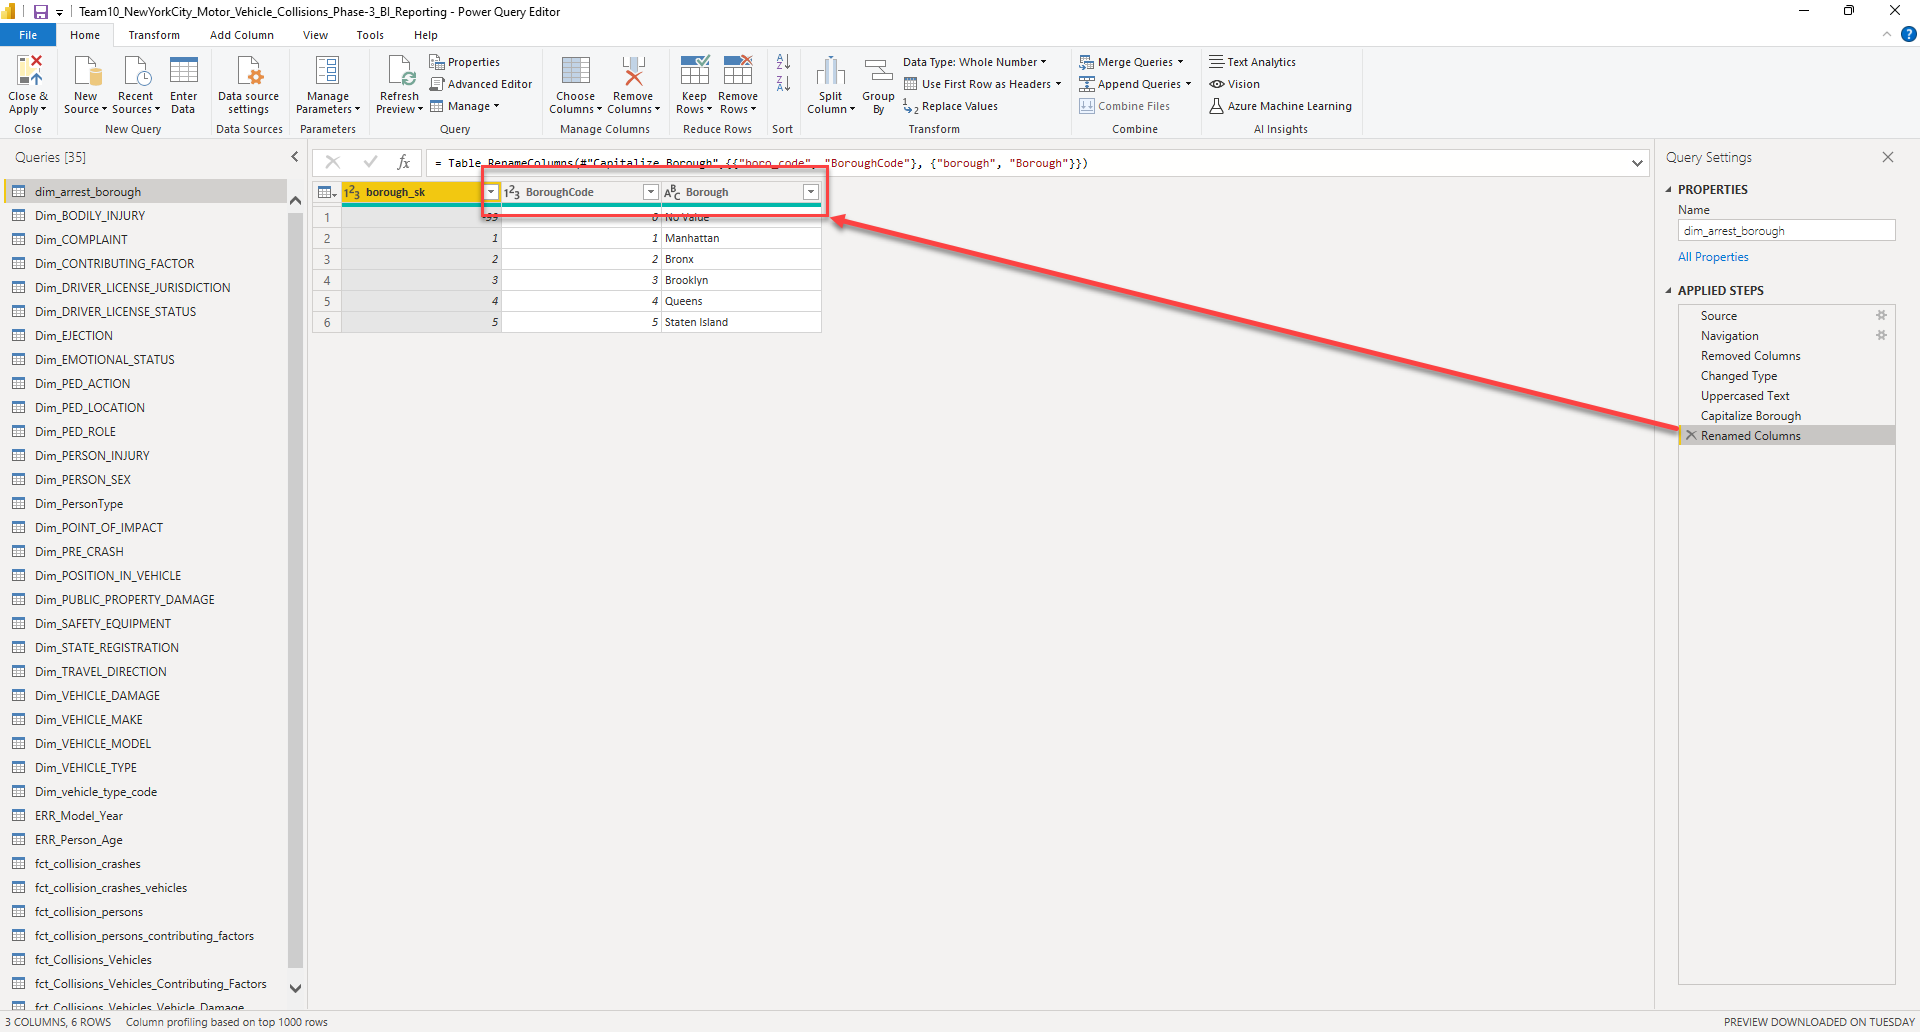 Team10_NewYorkCity_Motor_Vehicle_Collisions_Phase-3_BI_Reporting - Power Query Editor
File Home Transform Add Column View Tools Help
Close & Apply
New Source
Recent Sources
Enter Data
Data source settings
Manage Parameters
Refresh Preview
Properties
Advanced Editor
Manage
Choose Columns
Remove Columns
Keep Rows
Remove Rows
Split Column
Group By
Data Type: Whole Number
Use First Row as Headers
Replace Values
Merge Queries
Append Queries
Combine Files
Text Analytics
Vision
Azure Machine Learning
Close New Query Data Sources Parameters Query Manage Columns Reduce Rows Sort Transform Combine AI Insights
Queries [35]
dim_arrest_borough
Dim_BODILY_INJURY
Dim_COMPLAINT
Dim_CONTRIBUTING_FACTOR
Dim_DRIVER_LICENSE_JURISDICTION
Dim_DRIVER_LICENSE_STATUS
Dim_EJECTION
Dim_EMOTIONAL_STATUS
Dim_PED_ACTION
Dim_PED_LOCATION
Dim_PED_ROLE
Dim_PERSON_INJURY
Dim_PERSON_SEX
Dim_PersonType
Dim_POINT_OF_IMPACT
Dim_PRE_CRASH
Dim_POSITION_IN_VEHICLE
Dim_PUBLIC_PROPERTY_DAMAGE
Dim_SAFETY_EQUIPMENT
Dim_STATE_REGISTRATION
Dim_TRAVEL_DIRECTION
Dim_VEHICLE_DAMAGE
Dim_VEHICLE_MAKE
Dim_VEHICLE_MODEL
Dim_VEHICLE_TYPE
Dim_vehicle_type_code
ERR_Model_Year
ERR_Person_Age
fct_collision_crashes
fct_collision_crashes_vehicles
fct_collision_persons
fct_collision_persons_contributing_factors
fct_Collisions_Vehicles
fct_Collisions_Vehicles_Contributing_Factors
fct_Collisions_Vehicles_Vehicle_Damage
fx = Table.RenameColumns(#"Capitalize Borough",{{"boro_code", "BoroughCode"}, {"borough", "Borough"}})
123 borough_sk 123 BoroughCode ABC Borough
1 -99 0 No Value
2 1 1 Manhattan
3 2 2 Bronx
4 3 3 Brooklyn
5 4 4 Queens
6 5 5 Staten Island
Query Settings
PROPERTIES
Name
dim_arrest_borough
All Properties
APPLIED STEPS
Source
Navigation
Removed Columns
Changed Type
Uppercased Text
Capitalize Borough
Renamed Columns
3 COLUMNS, 6 ROWS Column profiling based on top 1000 rows
PREVIEW DOWNLOADED ON TUESDAY